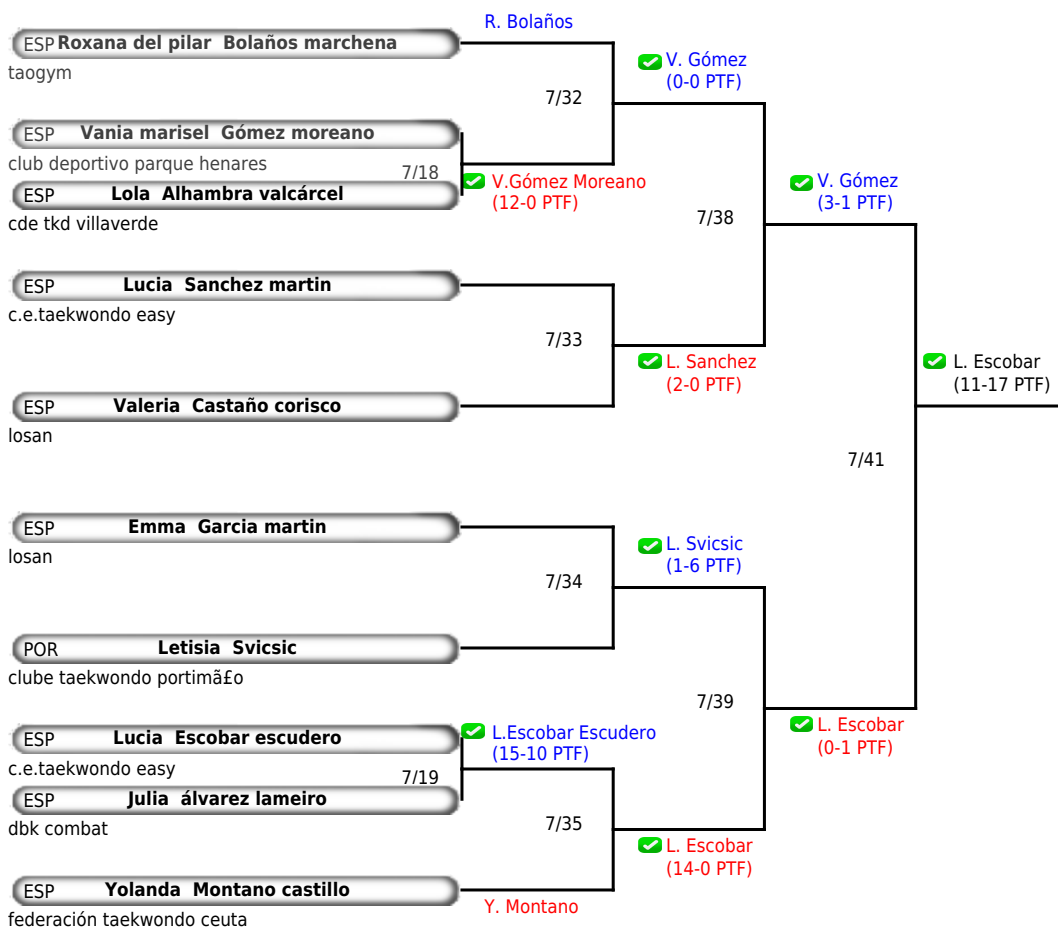 R. Bolaños
ESP Roxana del pilar Bolaños marchena
taogym
V. Gómez
(0-0 PTF)
7/32
ESP Vania marisel Gómez moreano
club deportivo parque henares
7/18
V.Gómez Moreano
(12-0 PTF)
ESP Lola Alhambra valcárcel
cde tkd villaverde
V. Gómez
(3-1 PTF)
7/38
ESP Lucia Sanchez martin
c.e.taekwondo easy
7/33
L. Sanchez
(2-0 PTF)
L. Escobar
(11-17 PTF)
ESP Valeria Castaño corisco
losan
7/41
ESP Emma Garcia martin
losan
L. Svicsic
(1-6 PTF)
7/34
POR Letisia Svicsic
clube taekwondo portimã£o
7/39
L. Escobar
(0-1 PTF)
ESP Lucia Escobar escudero
c.e.taekwondo easy
7/19
L.Escobar Escudero
(15-10 PTF)
ESP Julia álvarez lameiro
dbk combat
7/35
L. Escobar
(14-0 PTF)
ESP Yolanda Montano castillo
federación taekwondo ceuta
Y. Montano